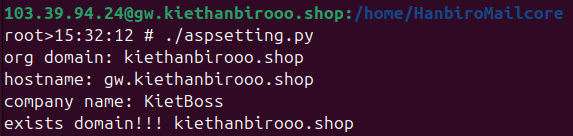 103.39.94.24@gw.kiethanbirooo.shop:/home/HanbiroMailcore
root>15:32:12 # ./aspsetting.py
org domain: kiethanbirooo.shop
hostname: gw.kiethanbirooo.shop
company name: KietBoss
exists domain!!! kiethanbirooo.shop